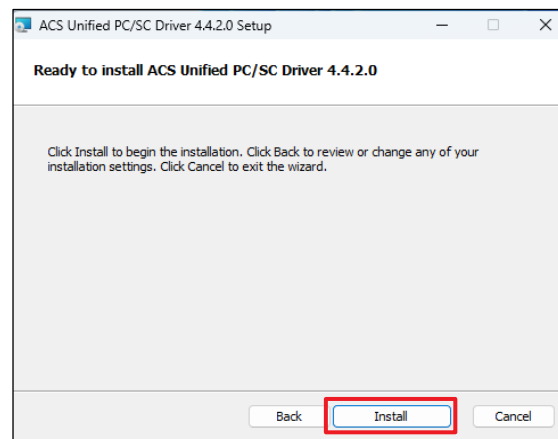 ACS Unified PC/SC Driver 4.4.2.0 Setup
Ready to install ACS Unified PC/SC Driver 4.4.2.0
Click Install to begin the installation. Click Back to review or change any of your
installation settings. Click Cancel to exit the wizard.
Back Install Cancel